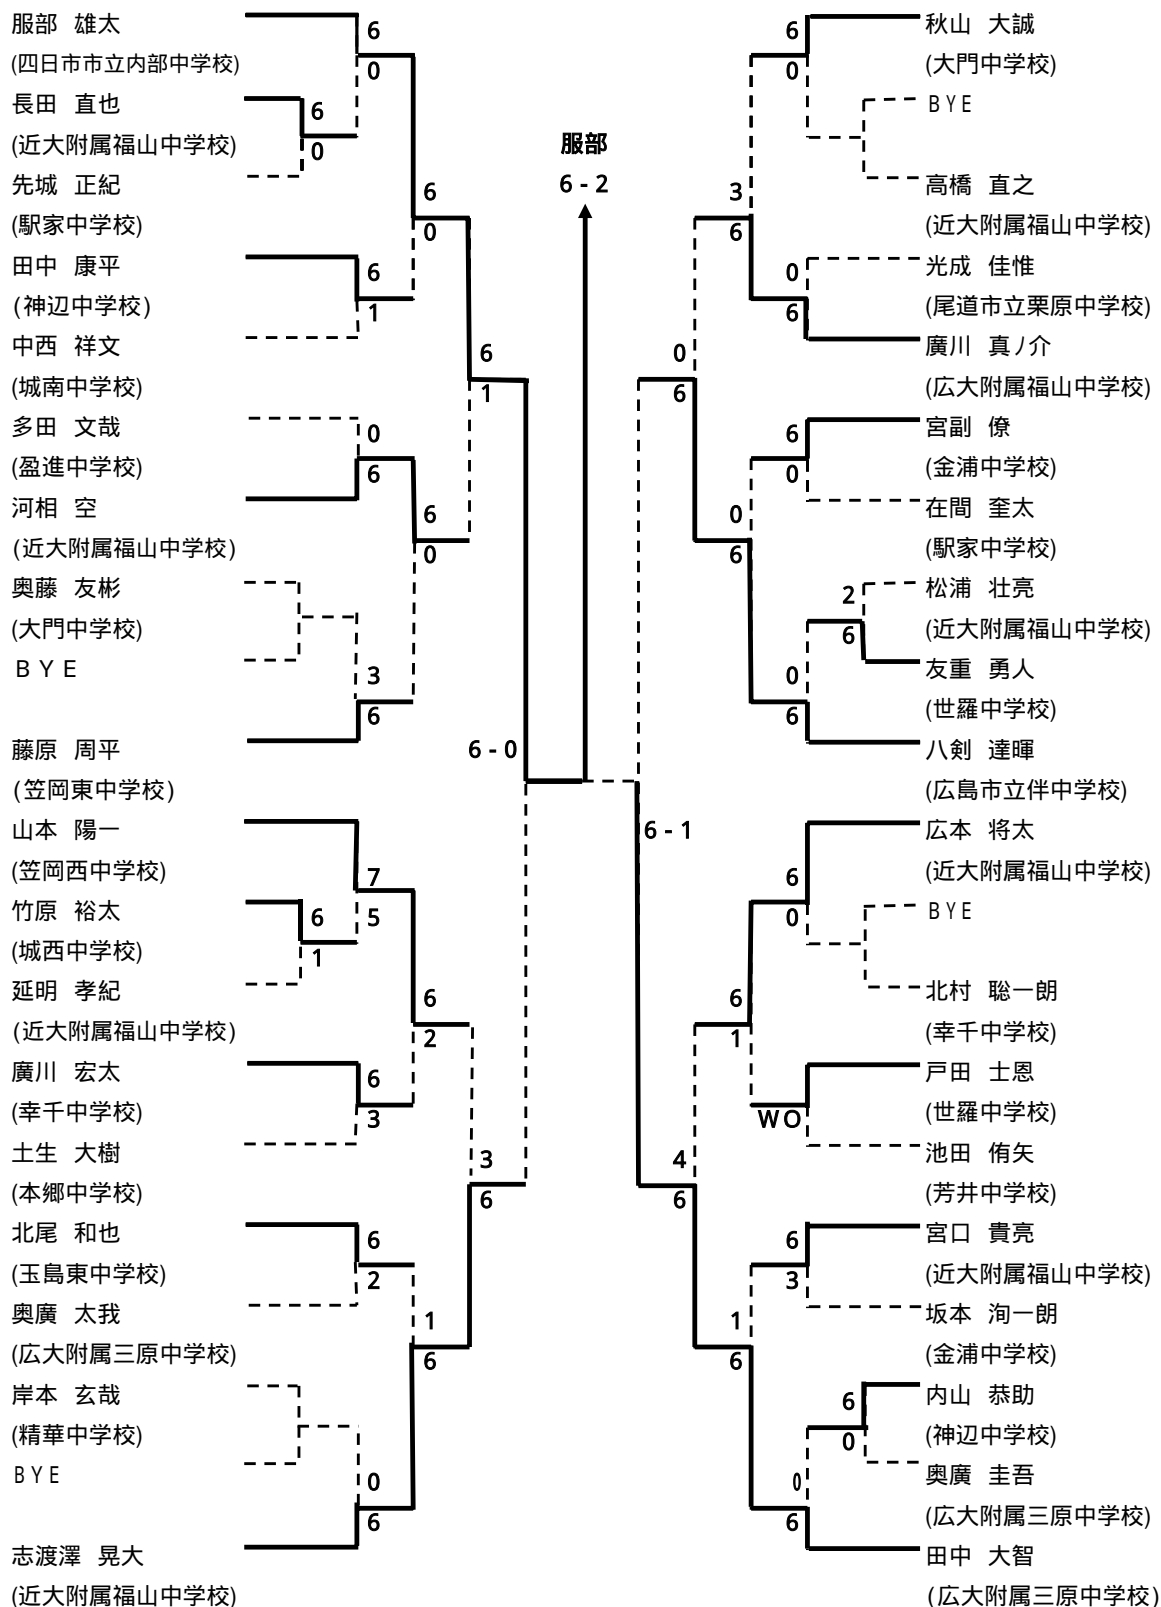 服部 雄太
6
(四日市市立内部中学校)
0
長田 直也
6
(近大附属福山中学校)
0
先城 正紀
6
(駅家中学校)
0
田中 康平
6
(神辺中学校)
1
中西 祥文
6
(城南中学校)
1
多田 文哉
0
(盈進中学校)
6
河相 空
6
(近大附属福山中学校)
0
奥藤 友彬
(大門中学校)
BYE
3
6
藤原 周平
6-0
(笠岡東中学校)
山本 陽一
(笠岡西中学校)
7
竹原 裕太
6
5
(城西中学校)
1
延明 孝紀
6
(近大附属福山中学校)
2
廣川 宏太
6
(幸千中学校)
3
土生 大樹
3
(本郷中学校)
6
北尾 和也
6
(玉島東中学校)
2
奥廣 太我
1
(広大附属三原中学校)
6
岸本 玄哉
(精華中学校)
BYE
0
6
志渡澤 晃大
(近大附属福山中学校)
服部
6-2
6
秋山 大誠
0
(大門中学校)
BYE
3
高橋 直之
6
(近大附属福山中学校)
0
光成 佳惟
6
(尾道市立栗原中学校)
0
廣川 真ノ介
6
(広大附属福山中学校)
6
宮副 僚
0
(金浦中学校)
0
在間 奎太
6
(駅家中学校)
2
松浦 壮亮
6
(近大附属福山中学校)
0
友重 勇人
6
(世羅中学校)
八剣 達暉
(広島市立伴中学校)
6-1
広本 将太
6
(近大附属福山中学校)
0
BYE
6
北村 聡一朗
1
(幸千中学校)
戸田 士恩
WO
(世羅中学校)
4
池田 侑矢
6
(芳井中学校)
6
宮口 貴亮
3
(近大附属福山中学校)
1
坂本 洵一朗
6
(金浦中学校)
6
内山 恭助
0
(神辺中学校)
0
奥廣 圭吾
6
(広大附属三原中学校)
田中 大智
(広大附属三原中学校)